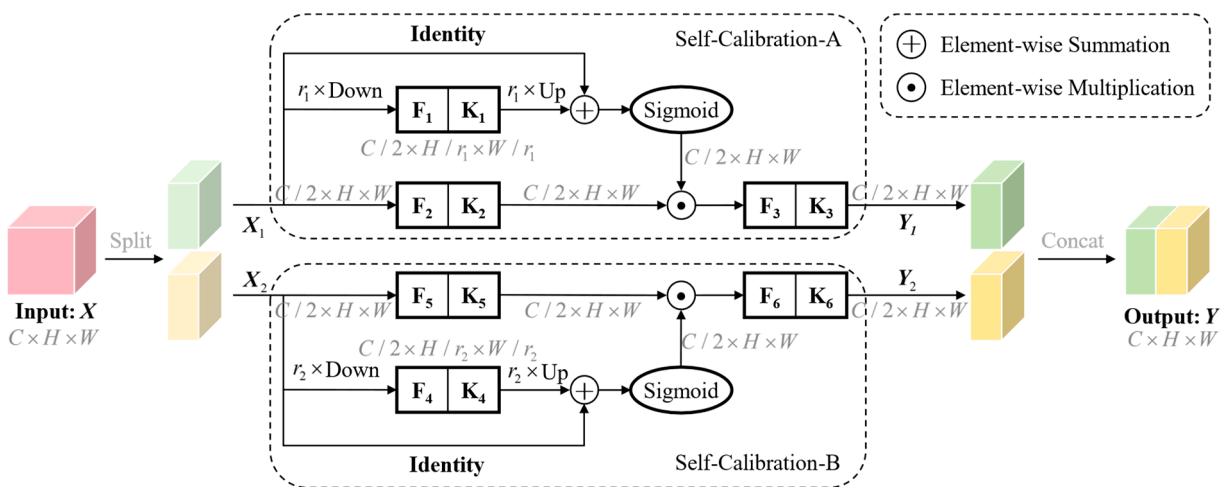 Identity
Self-Calibration-A
Element-wise Summation
Element-wise Multiplication
r₁ × Down
F₁ K₁
r₁ × Up
Sigmoid
C / 2 × H / r₁ × W / r₁
C / 2 × H × W
Split
X₁
C / 2 × H × W
F₂ K₂
C / 2 × H × W
F₃ K₃
C / 2 × H × W
Y₁
Concat
Input: X
C × H × W
X₂
C / 2 × H × W
F₅ K₅
C / 2 × H × W
F₆ K₆
Y₂
C / 2 × H × W
Output: Y
C × H × W
C / 2 × H / r₂ × W / r₂
C / 2 × H × W
r₂ × Down
F₄ K₄
r₂ × Up
Sigmoid
Identity
Self-Calibration-B